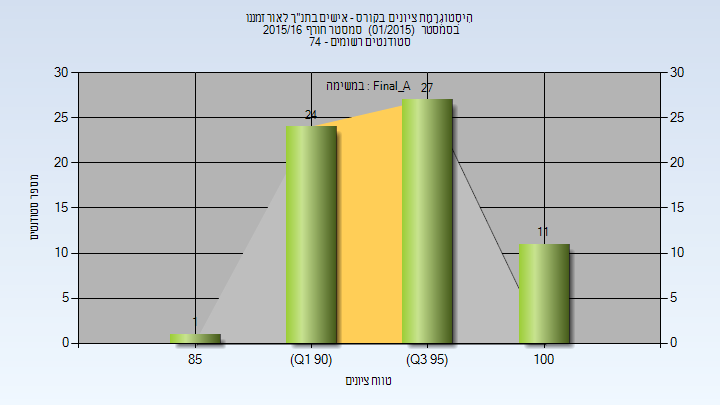 היסטוגרמת ציונים בקורס - אישים בתנ"ך לאור זמננו
בסמסטר (01/2015) סמסטר חורף 2015/16
סטודנטים רשומים - 74
במשימה : Final_A
30
25
20
15
10
5
0
30
25
20
15
10
5
0
1
24
27
11
85
(Q1 90)
(Q3 95)
100
מספר סטודנטים
טווח ציונים